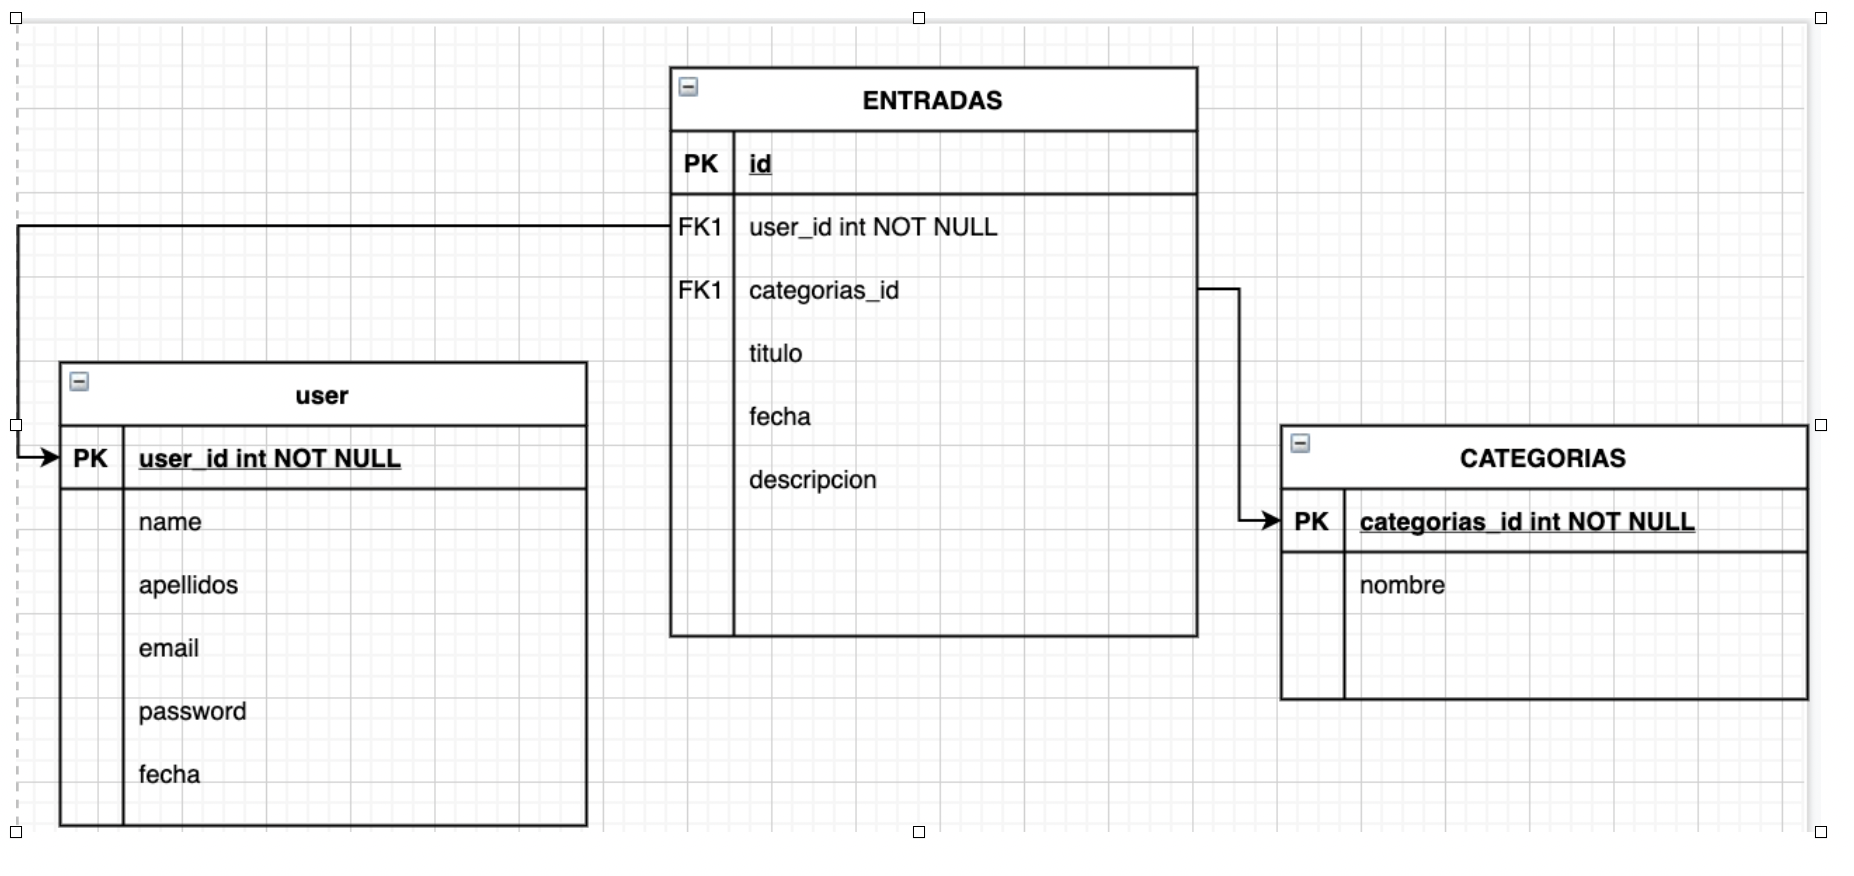 ENTRADAS
PK id
FK1 user_id int NOT NULL
FK1 categorias_id
titulo
fecha
descripcion
user
PK user_id int NOT NULL
name
apellidos
email
password
fecha
CATEGORIAS
PK categorias_id int NOT NULL
nombre